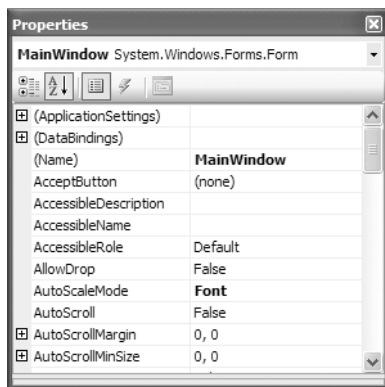 Properties
MainWindow System.Windows.Forms.Form
(ApplicationSettings)
(DataBindings)
(Name) MainWindow
AcceptButton (none)
AccessibleDescription
AccessibleName
AccessibleRole Default
AllowDrop False
AutoScaleMode Font
AutoScroll False
AutoScrollMargin 0, 0
AutoScrollMinSize 0, 0